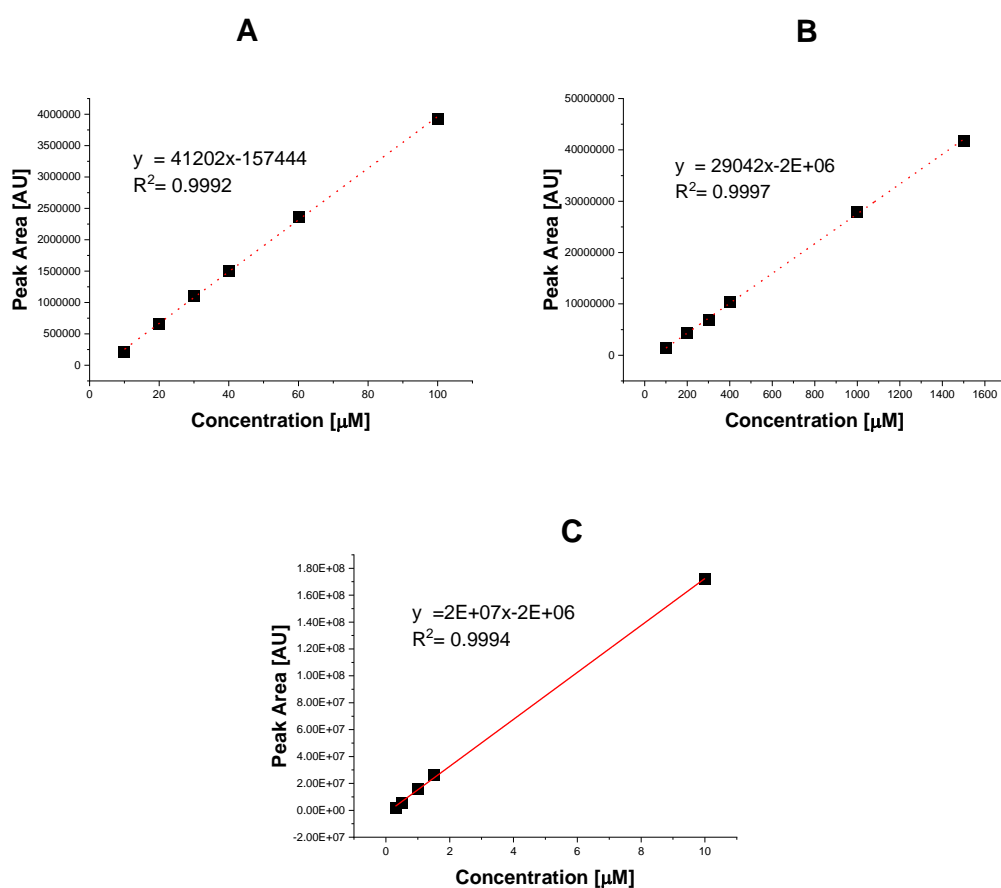 A
4000000
3500000
3000000
2500000
2000000
1500000
1000000
500000
0
Peak Area [AU]
y = 41202x-157444
R²= 0.9992
0 20 40 60 80 100
Concentration [μM]
B
50000000
40000000
30000000
20000000
10000000
0
Peak Area [AU]
y = 29042x-2E+06
R²= 0.9997
0 200 400 600 800 1000 1200 1400 1600
Concentration [μM]
C
1.80E+08
1.60E+08
1.40E+08
1.20E+08
1.00E+08
8.00E+07
6.00E+07
4.00E+07
2.00E+07
0.00E+00
-2.00E+07
Peak Area [AU]
y =2E+07x-2E+06
R²= 0.9994
0 2 4 6 8 10
Concentration [μM]